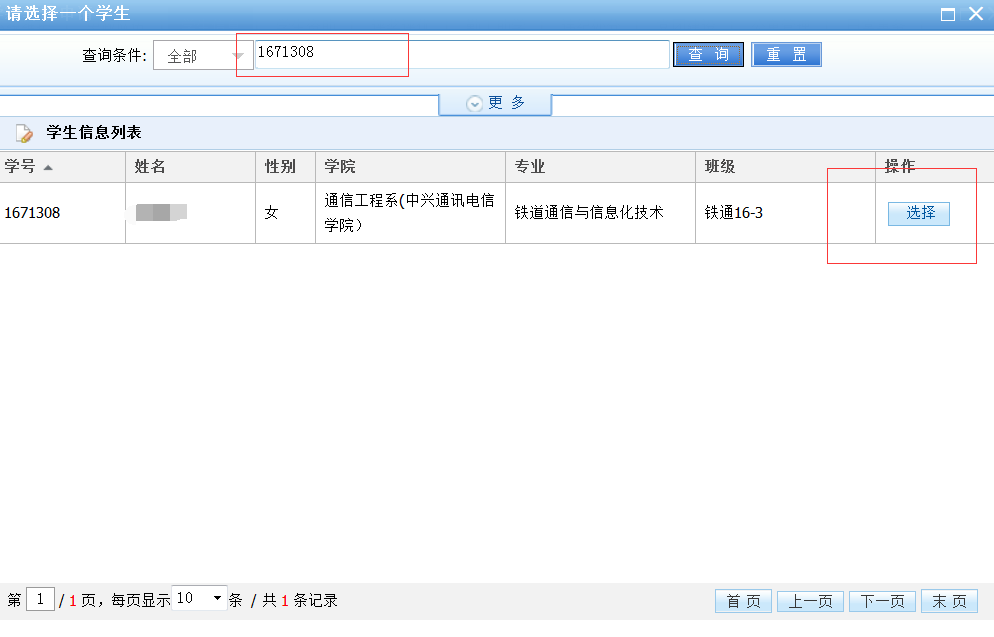 请选择一个学生
查询条件: 全部 1671308 查 询 重 置
更 多
学生信息列表
学号 姓名 性别 学院 专业 班级 操作
1671308 女 通信工程系(中兴通讯电信学院） 铁道通信与信息化技术 铁通16-3 选择
第 1 / 1 页，每页显示 10 条 / 共 1 条记录 首 页 上一页 下一页 末 页